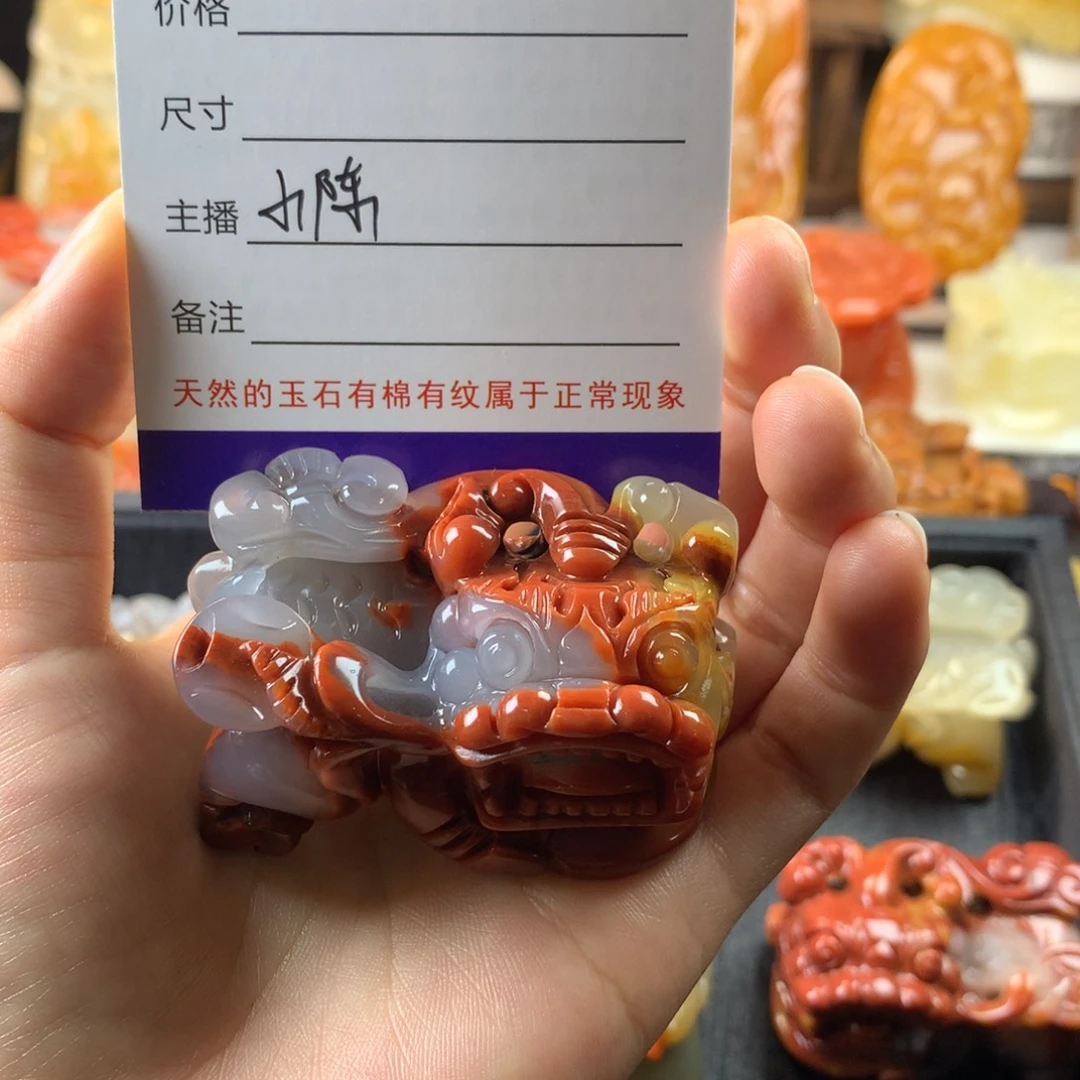 价格
尺寸
主播 小陈
备注
天然的玉石有棉有纹属于正常现象